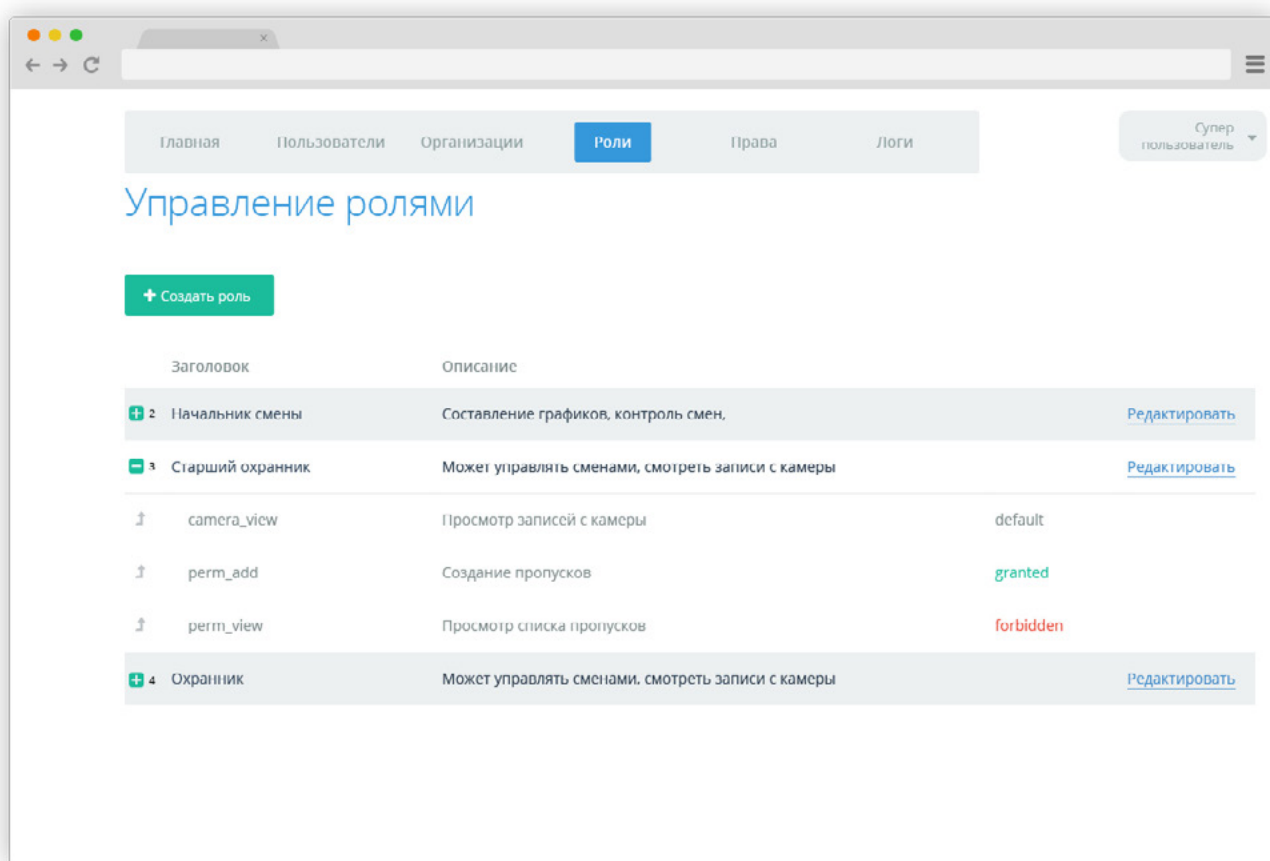 Главная Пользователи Организации Роли Права Логи Супер
пользователь
Управление ролями
+ Создать роль
Заголовок Описание
2 Начальник смены Составление графиков, контроль смен, Редактировать
3 Старший охранник Может управлять сменами, смотреть записи с камеры Редактировать
camera_view Просмотр записей с камеры default
perm_add Создание пропусков granted
perm_view Просмотр списка пропусков forbidden
4 Охранник Может управлять сменами, смотреть записи с камеры Редактировать